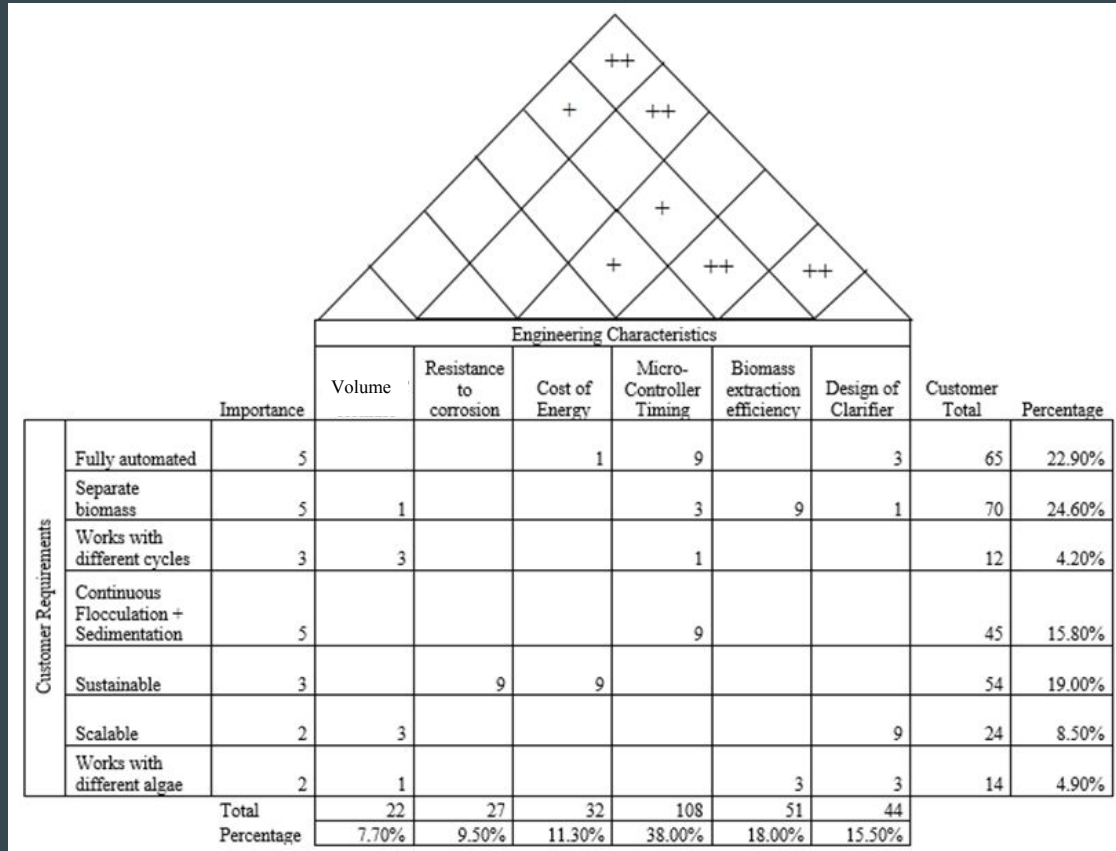 ++
+ ++
+
+ ++ ++
Engineering Characteristics
Importance Volume Resistance to corrosion Cost of Energy Micro-Controller Timing Biomass extraction efficiency Design of Clarifier Customer Total Percentage
Customer Requirements
Fully automated 5 1 9 3 65 22.90%
Separate biomass 5 1 3 9 1 70 24.60%
Works with different cycles 3 3 1 12 4.20%
Continuous Flocculation + Sedimentation 5 9 45 15.80%
Sustainable 3 9 9 54 19.00%
Scalable 2 3 9 24 8.50%
Works with different algae 2 1 3 3 14 4.90%
Total 22 27 32 108 51 44
Percentage 7.70% 9.50% 11.30% 38.00% 18.00% 15.50%